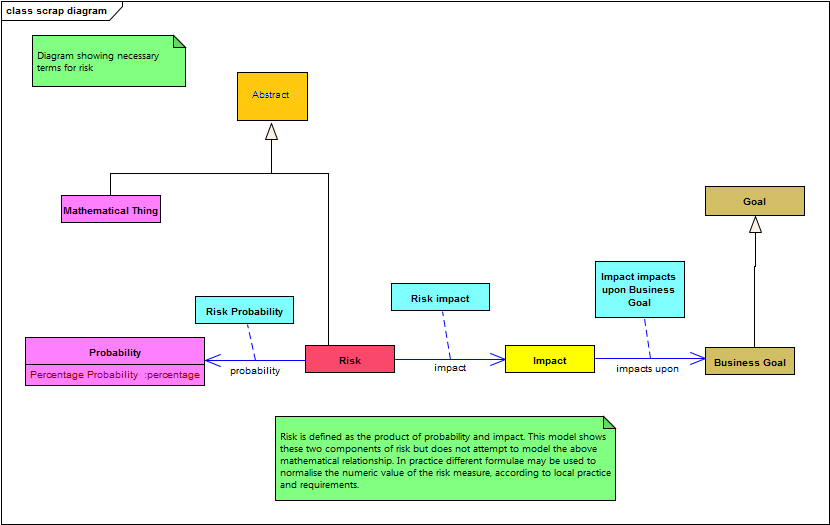 class scrap diagram
Diagram showing necessary
terms for risk
Abstract
Mathematical Thing
Goal
Impact impacts
upon Business
Goal
Risk impact
Risk Probability
Probability
Percentage Probability :percentage
probability
Risk
impact
Impact
impacts upon
Business Goal
Risk is defined as the product of probability and impact. This model shows
these two components of risk but does not attempt to model the above
mathematical relationship. In practice different formulae may be used to
normalise the numeric value of the risk measure, according to local practice
and requirements.